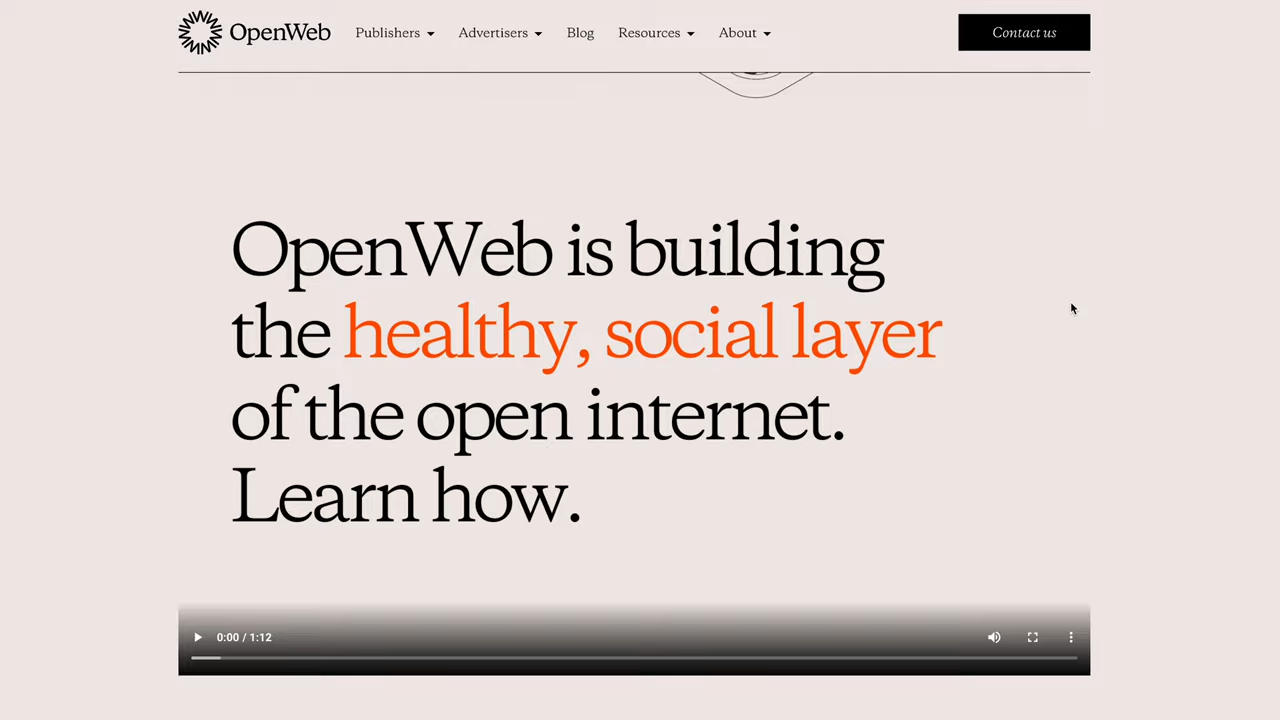 OpenWeb Publishers Advertisers Blog Resources About Contact us
OpenWeb is building
the healthy, social layer
of the open internet.
Learn how.
0:00 / 1:12